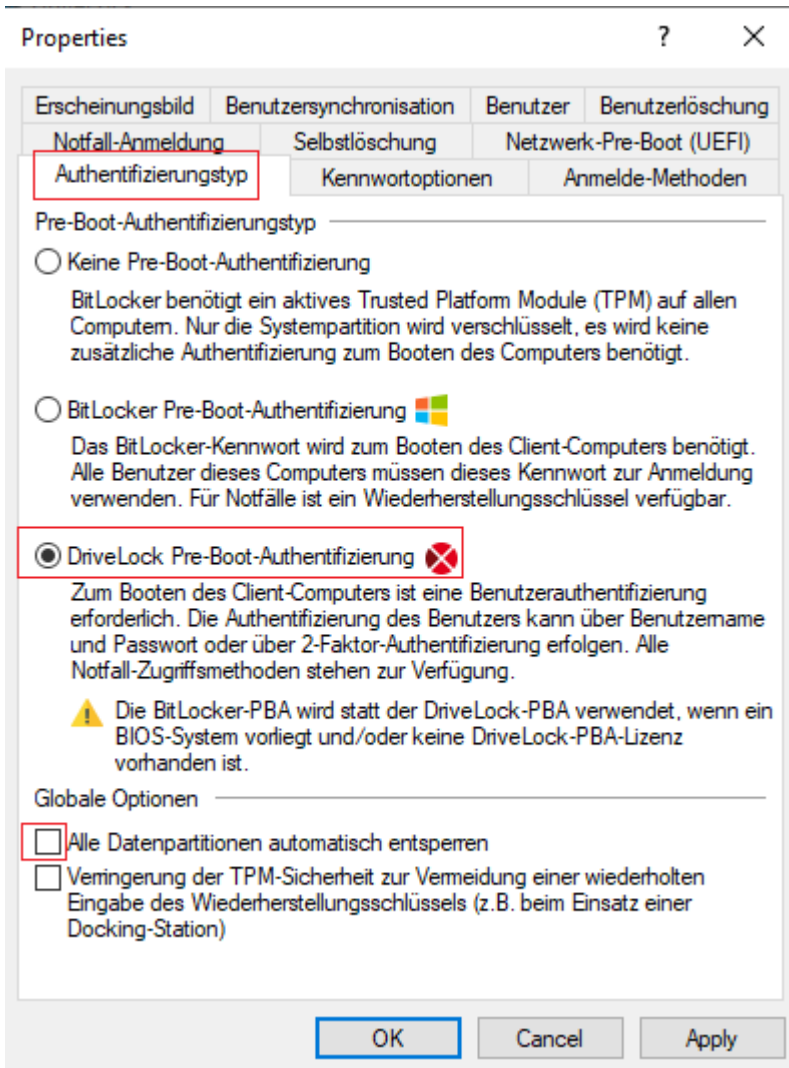 Properties
? ×
Erscheinungsbild Benutzersynchronisation Benutzer Benutzerlöschung
Notfall-Anmeldung Selbstlöschung Netzwerk-Pre-Boot (UEFI)
Authentifizierungstyp Kennwortoptionen Anmelde-Methoden
Pre-Boot-Authentifizierungstyp
Keine Pre-Boot-Authentifizierung
BitLocker benötigt ein aktives Trusted Platform Module (TPM) auf allen
Computern. Nur die Systempartition wird verschlüsselt, es wird keine
zusätzliche Authentifizierung zum Booten des Computers benötigt.
BitLocker Pre-Boot-Authentifizierung
Das BitLocker-Kennwort wird zum Booten des Client-Computers benötigt.
Alle Benutzer dieses Computers müssen dieses Kennwort zur Anmeldung
verwenden. Für Notfälle ist ein Wiederherstellungsschlüssel verfügbar.
DriveLock Pre-Boot-Authentifizierung
Zum Booten des Client-Computers ist eine Benutzerauthentifizierung
erforderlich. Die Authentifizierung des Benutzers kann über Benutzername
und Passwort oder über 2-Faktor-Authentifizierung erfolgen. Alle
Notfall-Zugriffsmethoden stehen zur Verfügung.
Die BitLocker-PBA wird statt der DriveLock-PBA verwendet, wenn ein
BIOS-System vorliegt und/oder keine DriveLock-PBA-Lizenz
vorhanden ist.
Globale Optionen
Alle Datenpartitionen automatisch entsperren
Verringerung der TPM-Sicherheit zur Vermeidung einer wiederholten
Eingabe des Wiederherstellungsschlüssels (z.B. beim Einsatz einer
Docking-Station)
OK Cancel Apply